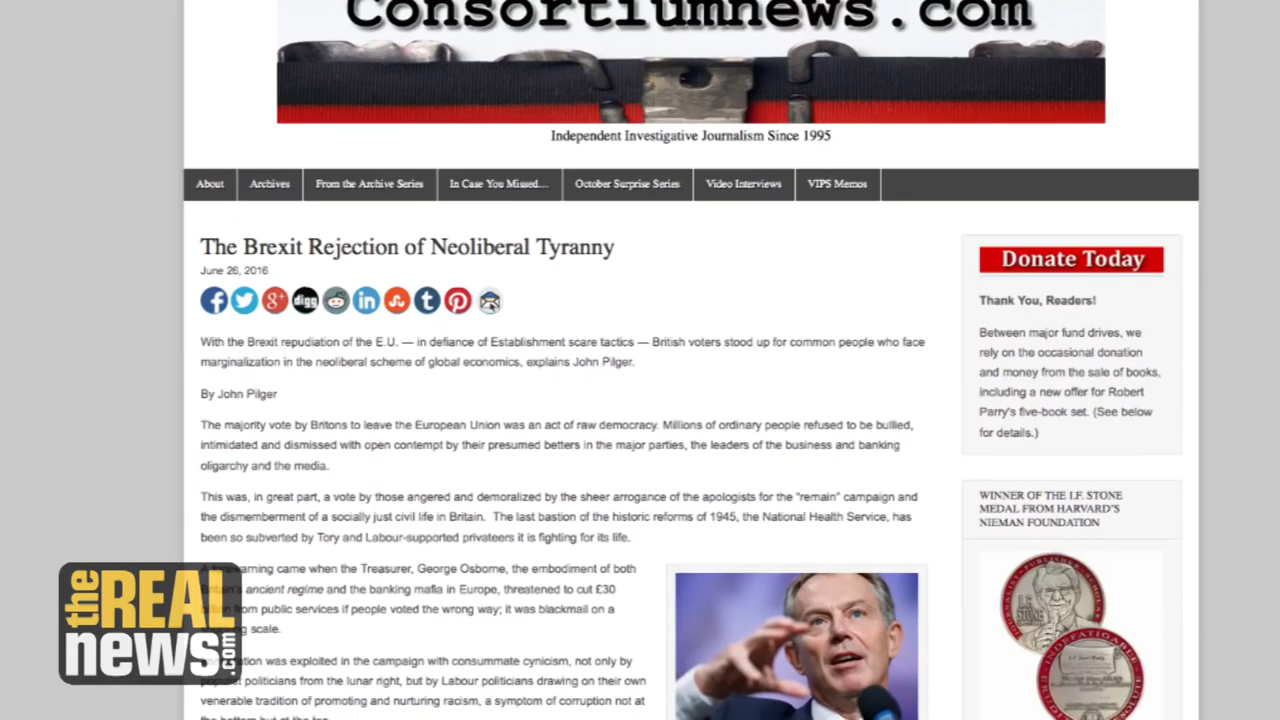 Consortiumnews.com
Independent Investigative Journalism Since 1995
About Archives From the Archive Series In Case You Missed... October Surprise Series Video Interviews VIPS Memos
The Brexit Rejection of Neoliberal Tyranny
June 26, 2016
digg
With the Brexit repudiation of the E.U. — in defiance of Establishment scare tactics — British voters stood up for common people who face
marginalization in the neoliberal scheme of global economics, explains John Pilger.
By John Pilger
The majority vote by Britons to leave the European Union was an act of raw democracy. Millions of ordinary people refused to be bullied,
intimidated and dismissed with open contempt by their presumed betters in the major parties, the leaders of the business and banking
oligarchy and the media.
This was, in great part, a vote by those angered and demoralized by the sheer arrogance of the apologists for the "remain" campaign and
the dismemberment of a socially just civil life in Britain. The last bastion of the historic reforms of 1945, the National Health Service, has
been so subverted by Tory and Labour-supported privateers it is fighting for its life.
A forewarning came when the Treasurer, George Osborne, the embodiment of both
Britain's ancient regime and the banking mafia in Europe, threatened to cut £30
billion from public services if people voted the wrong way; it was blackmail on a
scale.
was exploited in the campaign with consummate cynicism, not only by
politicians from the lunar right, but by Labour politicians drawing on their own
venerable tradition of promoting and nurturing racism, a symptom of corruption not at
the bottom but at the top.
Donate Today
Thank You, Readers!
Between major fund drives, we
rely on the occasional donation
and money from the sale of books,
including a new offer for Robert
Parry's five-book set. (See below
for details.)
WINNER OF THE I.F. STONE
MEDAL FROM HARVARD'S
NIEMAN FOUNDATION
the REAL
news.com